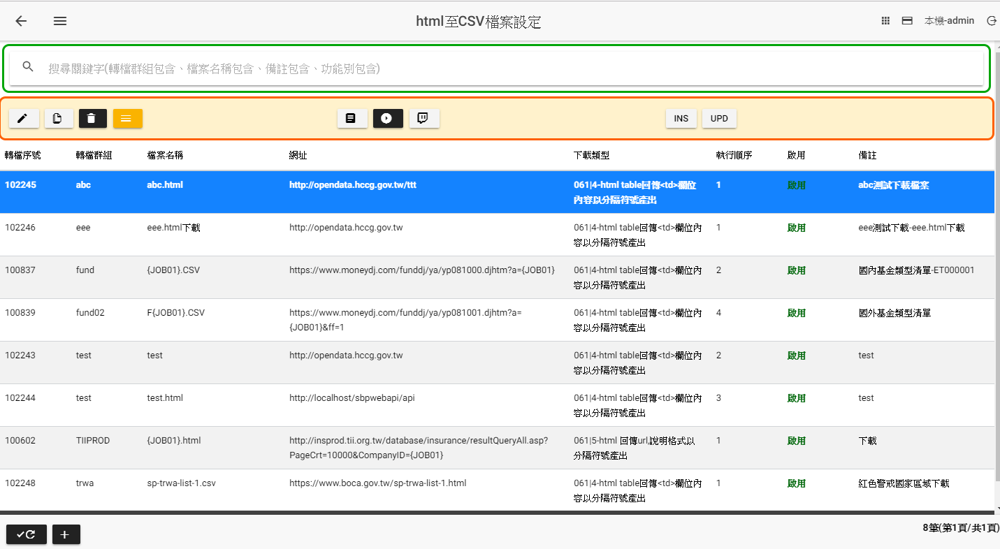 html至CSV檔案設定
本機-admin
搜尋關鍵字(轉檔群組包含、檔案名稱包含、備註包含、功能別包含)
INS UPD
轉檔序號 轉檔群組 檔案名稱 網址 下載類型 執行順序 啟用 備註
102245 abc abc.html http://opendata.hccg.gov.tw/ttt 061|4-html table回傳<td>欄位 1 啟用 abc測試下載檔案
內容以分隔符號產出
102246 eee eee.html下載 http://opendata.hccg.gov.tw 061|4-html table回傳<td>欄位內 1 啟用 eee測試下載-eee.html下載
容以分隔符號產出
100837 fund {JOB01}.CSV https://www.moneydj.com/funddj/ya/yp081000.djhtm?a={JOB01} 061|4-html table回傳<td>欄位內 2 啟用 國內基金類型清單-ET000001
容以分隔符號產出
100839 fund02 F{JOB01}.CSV https://www.moneydj.com/funddj/ya/yp081001.djhtm?a= 061|4-html table回傳<td>欄位內 4 啟用 國外基金類型清單
{JOB01}&ff=1 容以分隔符號產出
102243 test test http://opendata.hccg.gov.tw 061|4-html table回傳<td>欄位內 2 啟用 test
容以分隔符號產出
102244 test test.html http://localhost/sbpwebapi/api 061|4-html table回傳<td>欄位內 3 啟用 test
容以分隔符號產出
100602 TIIPROD {JOB01}.html http://insprod.tii.org.tw/database/insurance/resultQueryAll.asp? 061|5-html 回傳url,說明格式以 1 啟用 下載
PageCrt=10000&CompanyID={JOB01} 分隔符號產出
102248 trwa sp-trwa-list-1.csv https://www.boca.gov.tw/sp-trwa-list-1.html 061|4-html table回傳<td>欄位內 1 啟用 紅色警戒國家區域下載
容以分隔符號產出
8筆(第1頁/共1頁)